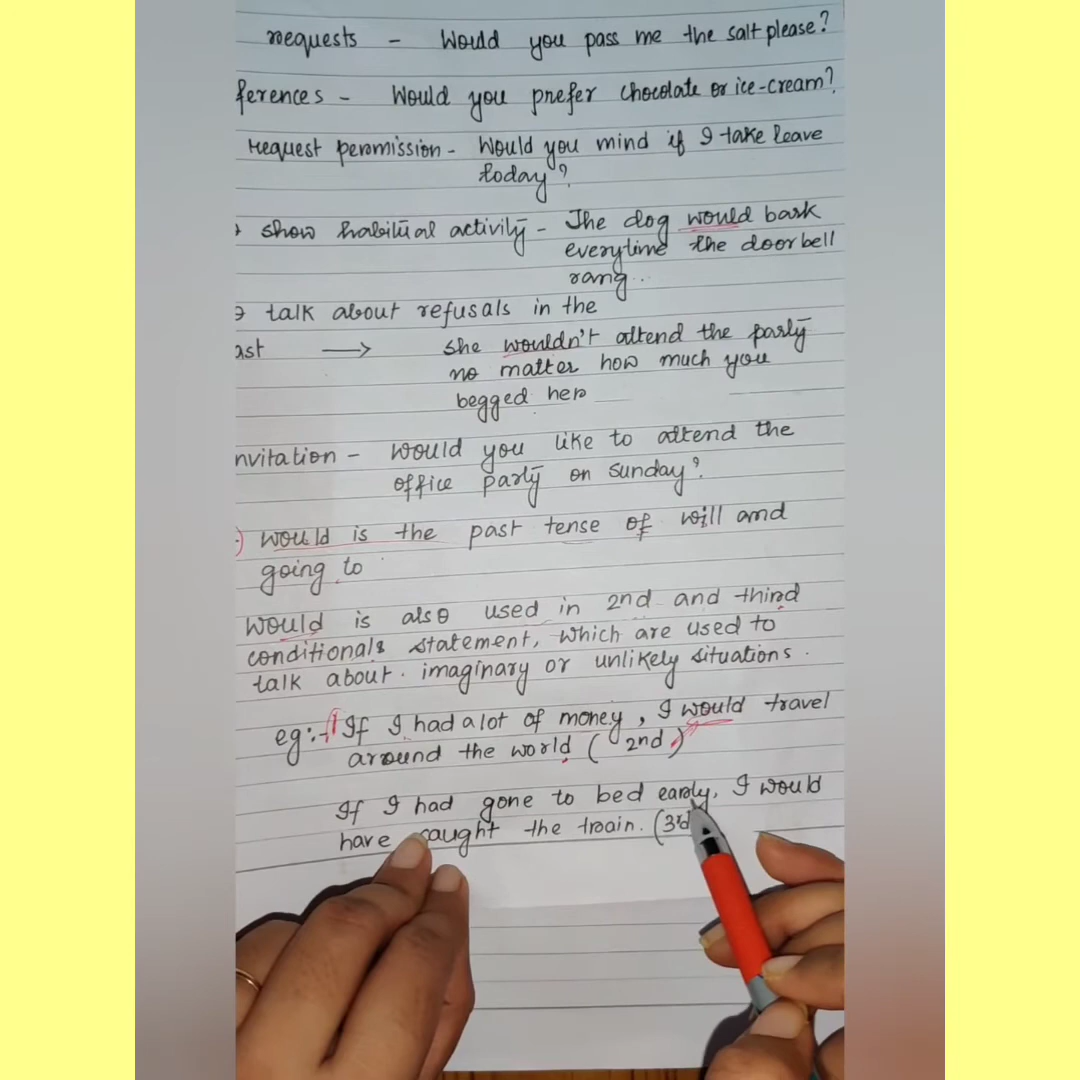 requests - Would you pass me the salt please?
ferences - Would you prefer chocolate or ice-cream?
request permission - Would you mind if I take leave
today?
show habitual activity - The dog would bark
everytime the doorbell
rang...
talk about refusals in the
ast → she wouldn't attend the party
no matter how much you
begged her
nvitation - Would you like to attend the
office party on sunday?
would is the past tense of will and
going to
Would is also used in 2nd and third
conditionals statement, which are used to
talk about imaginary or unlikely situations.
eg:- If I had a lot of money, I would travel
around the world (2nd)
If I had gone to bed early, I would
have caught the train. (3rd